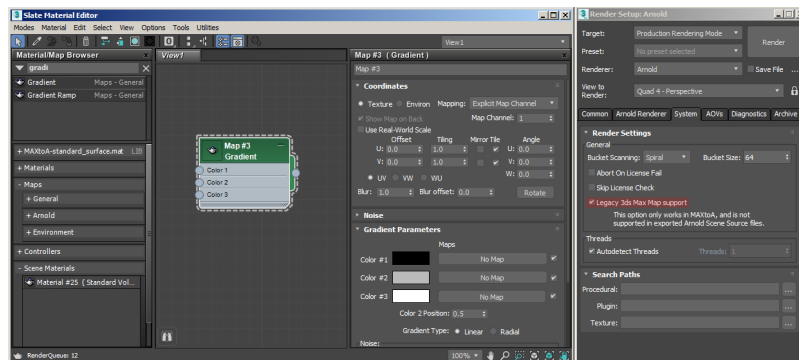 Slate Material Editor
Modes Material Edit Select View Options Tools Utilities
View1
Material/Map Browser
gradi
Gradient Maps - General
Gradient Ramp Maps - General
+ MAXtoA-standard_surface.mat LIB
+ Materials
- Maps
+ General
+ Arnold
+ Environment
+ Controllers
- Scene Materials
Material #25 ( Standard Vol...
RenderQueue: 12
View1
Map #3
Gradient
Color 1
Color 2
Color 3
Map #3 ( Gradient )
Map #3
Coordinates
Texture Environ Mapping: Explicit Map Channel
Show Map on Back Map Channel: 1
Use Real-World Scale
Offset Tiling Mirror Tile Angle
U: 0.0 1.0 U: 0.0
V: 0.0 1.0 V: 0.0
UV VW WU W: 0.0
Blur: 1.0 Blur offset: 0.0 Rotate
Noise
Gradient Parameters
Maps
Color #1 No Map
Color #2 No Map
Color #3 No Map
Color 2 Position: 0.5
Gradient Type: Linear Radial
Noise:
100%
Render Setup: Arnold
Target: Production Rendering Mode
Preset: No preset selected
Render
Renderer: Arnold Save File ...
View to
Render: Quad 4 - Perspective
Common Arnold Renderer System AOVs Diagnostics Archive
Render Settings
General
Bucket Scanning: Spiral Bucket Size: 64
Abort On License Fail
Skip License Check
Legacy 3ds Max Map support
This option only works in MAXtoA, and is not
supported in exported Arnold Scene Source files.
Threads
Autodetect Threads Threads: 1
Search Paths
Procedural: ...
Plugin: ...
Texture: ...